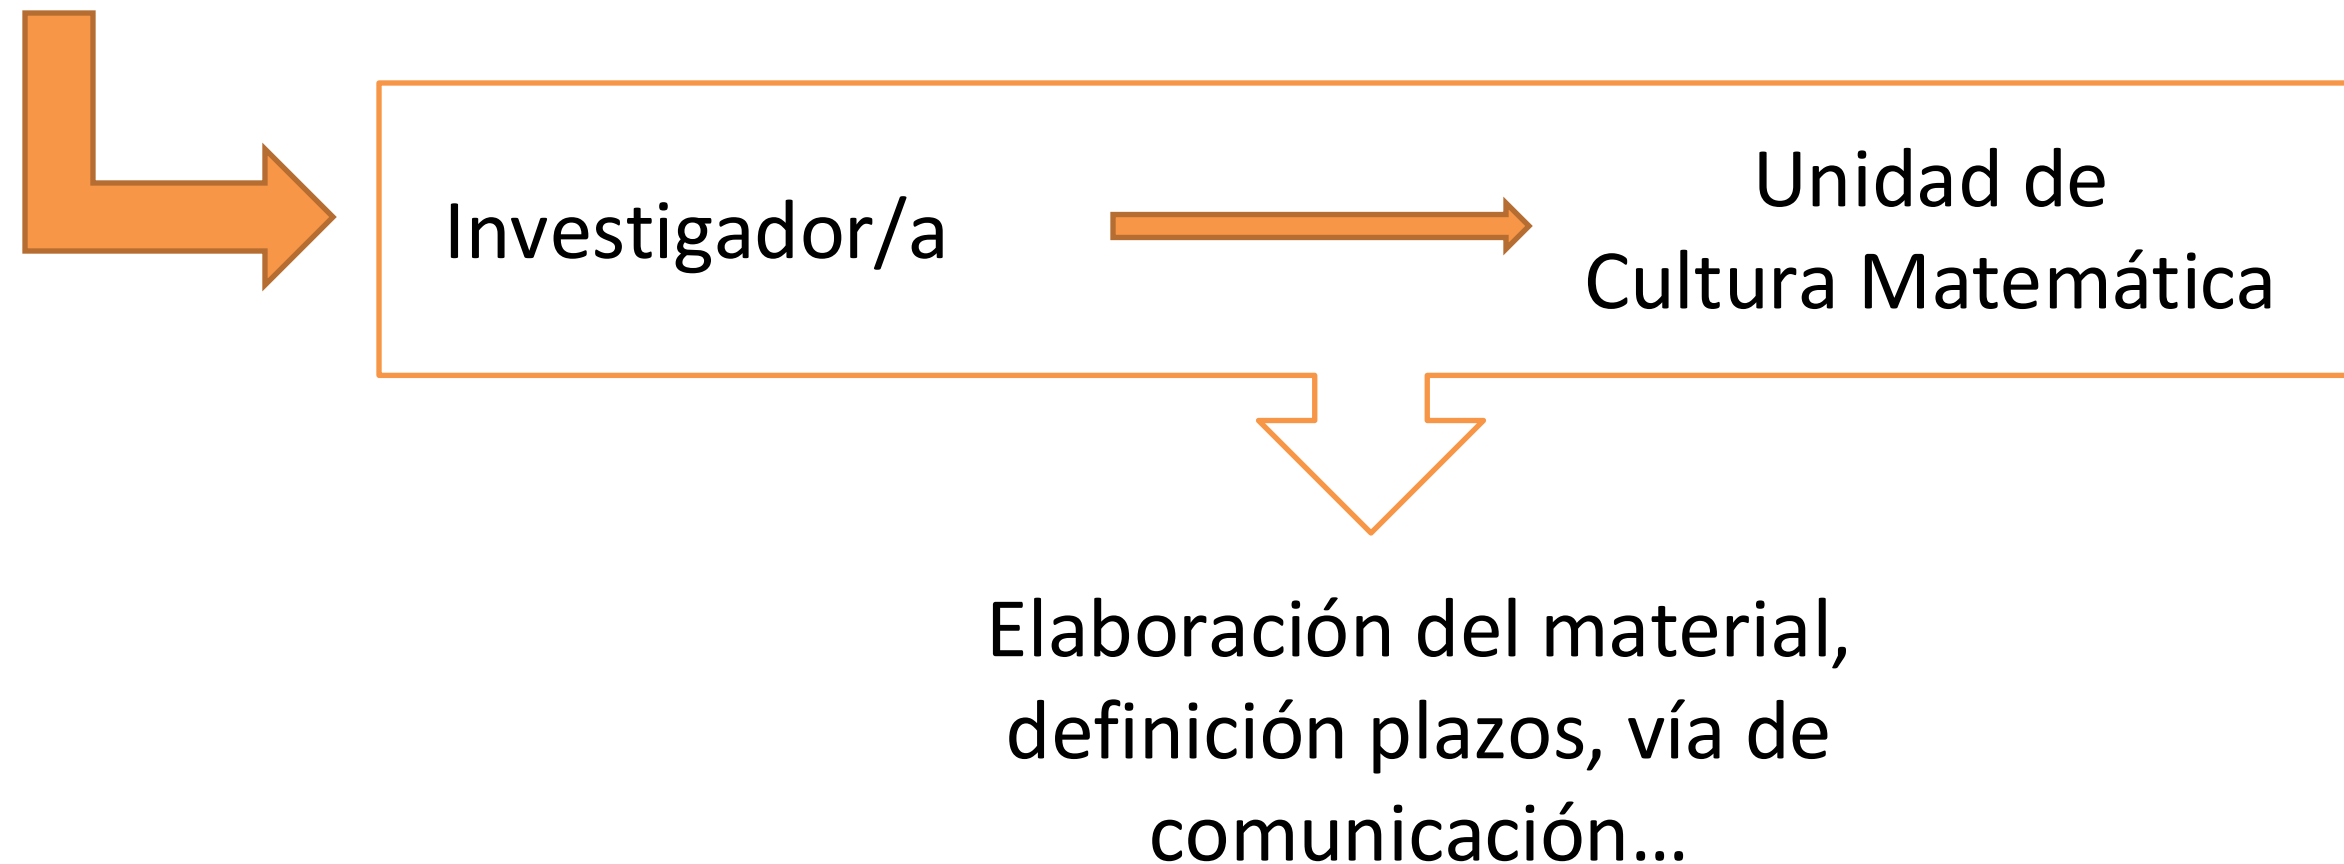 Investigador/a
Unidad de
Cultura Matemática
Elaboración del material,
definición plazos, vía de
comunicación…